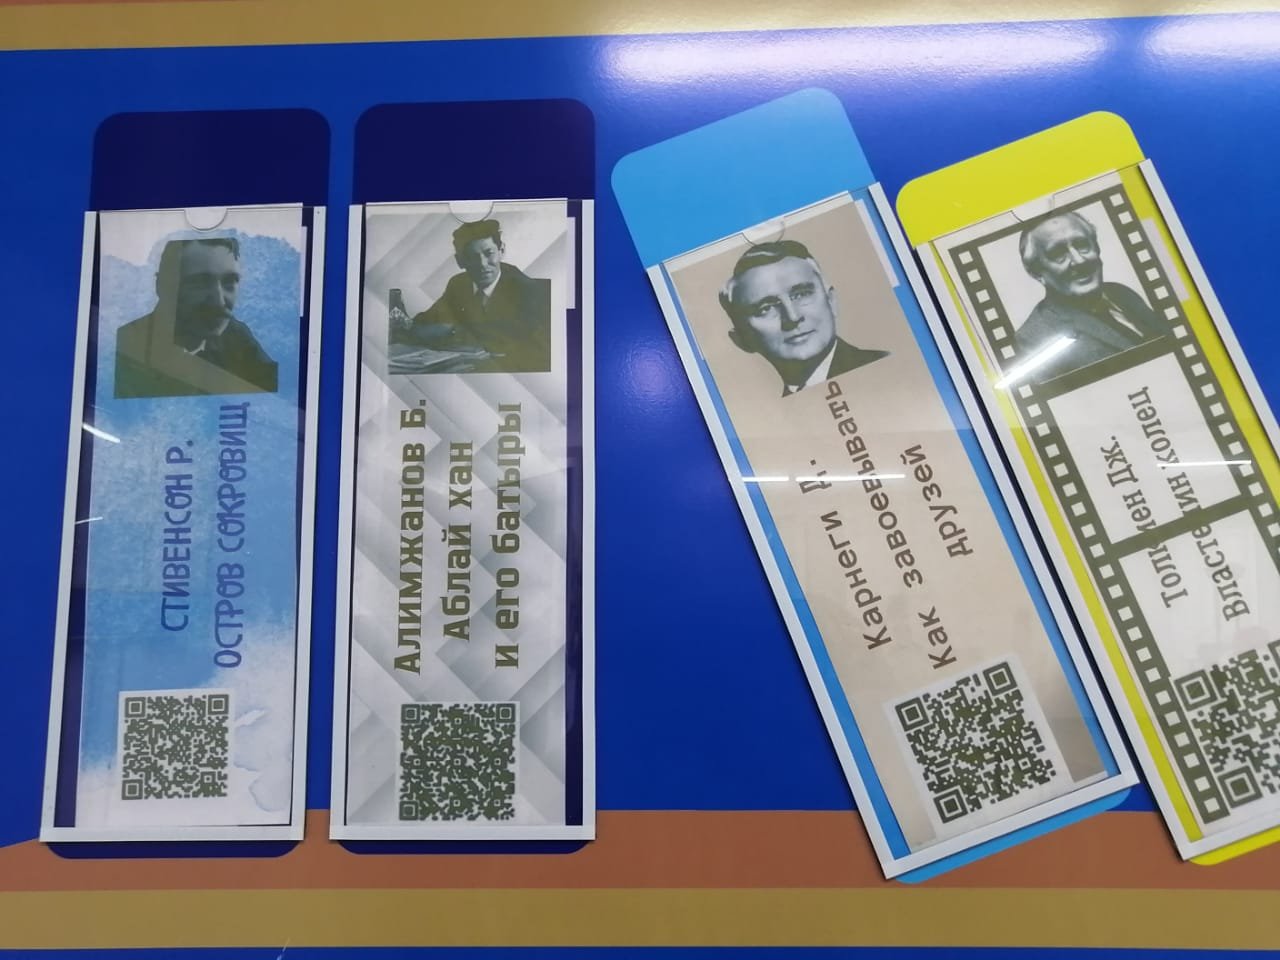 СТИВЕНСОН Р.
ОСТРОВ СОКРОВИЩ
Алимжанов Б.
Аблай хан
и его батыры
Карнеги Д.
Как завоевывать
друзей
Толкиен Дж.
Властелин колец